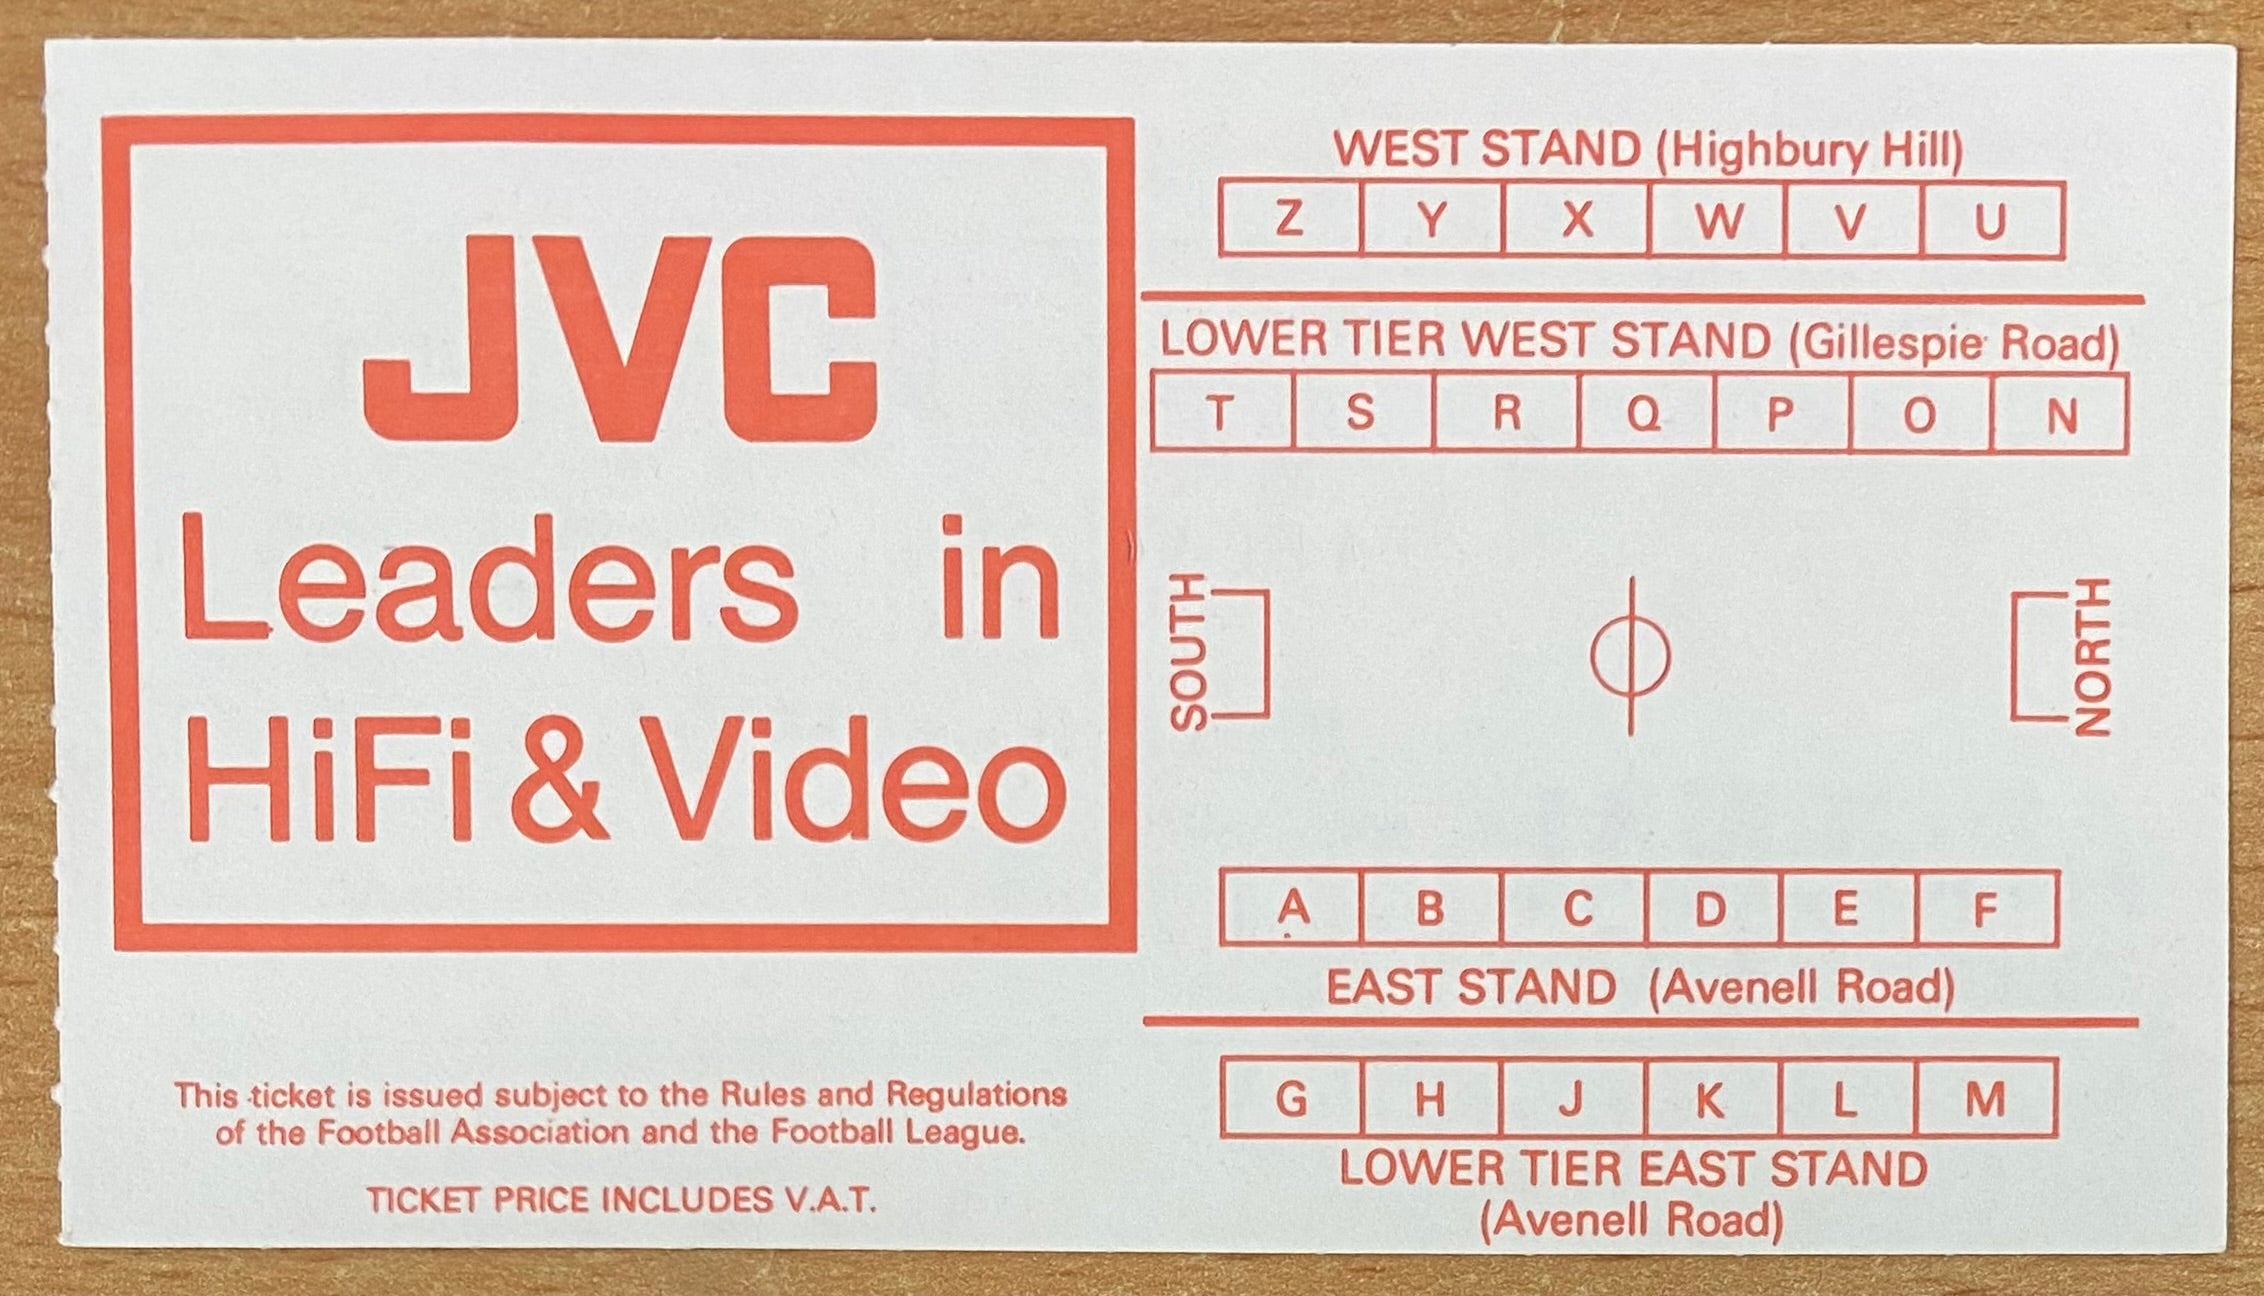 JVC
Leaders in
HiFi & Video
This ticket is issued subject to the Rules and Regulations
of the Football Association and the Football League.
TICKET PRICE INCLUDES V.A.T.
WEST STAND (Highbury Hill)
Z Y X W V U
LOWER TIER WEST STAND (Gillespie Road)
T S R Q P O N
SOUTH
NORTH
A B C D E F
EAST STAND (Avenell Road)
G H J K L M
LOWER TIER EAST STAND
(Avenell Road)